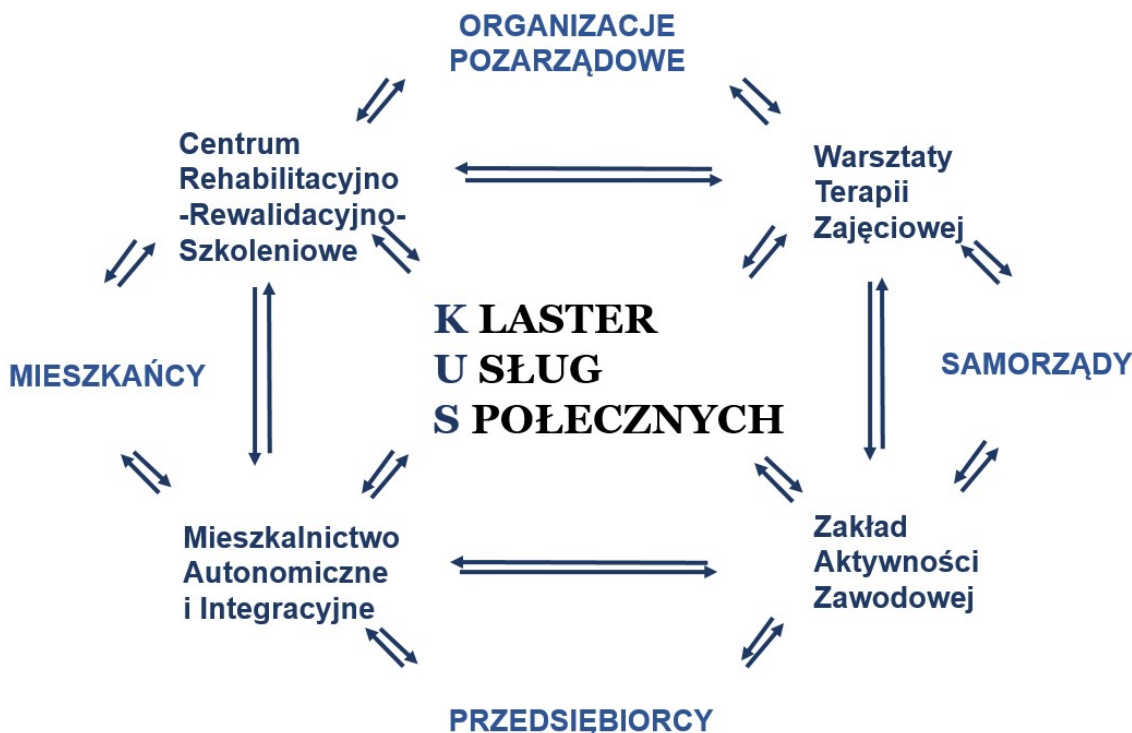 ORGANIZACJE
POZARZĄDOWE
Centrum
Rehabilitacyjno
-Rewalidacyjno-
Szkoleniowe
Warsztaty
Terapii
Zajęciowej
MIESZKAŃCY
K LASTER
U SŁUG
S POŁECZNYCH
SAMORZĄDY
Mieszkalnictwo
Autonomiczne
i Integracyjne
Zakład
Aktywności
Zawodowej
PRZEDSIĘBIORCY